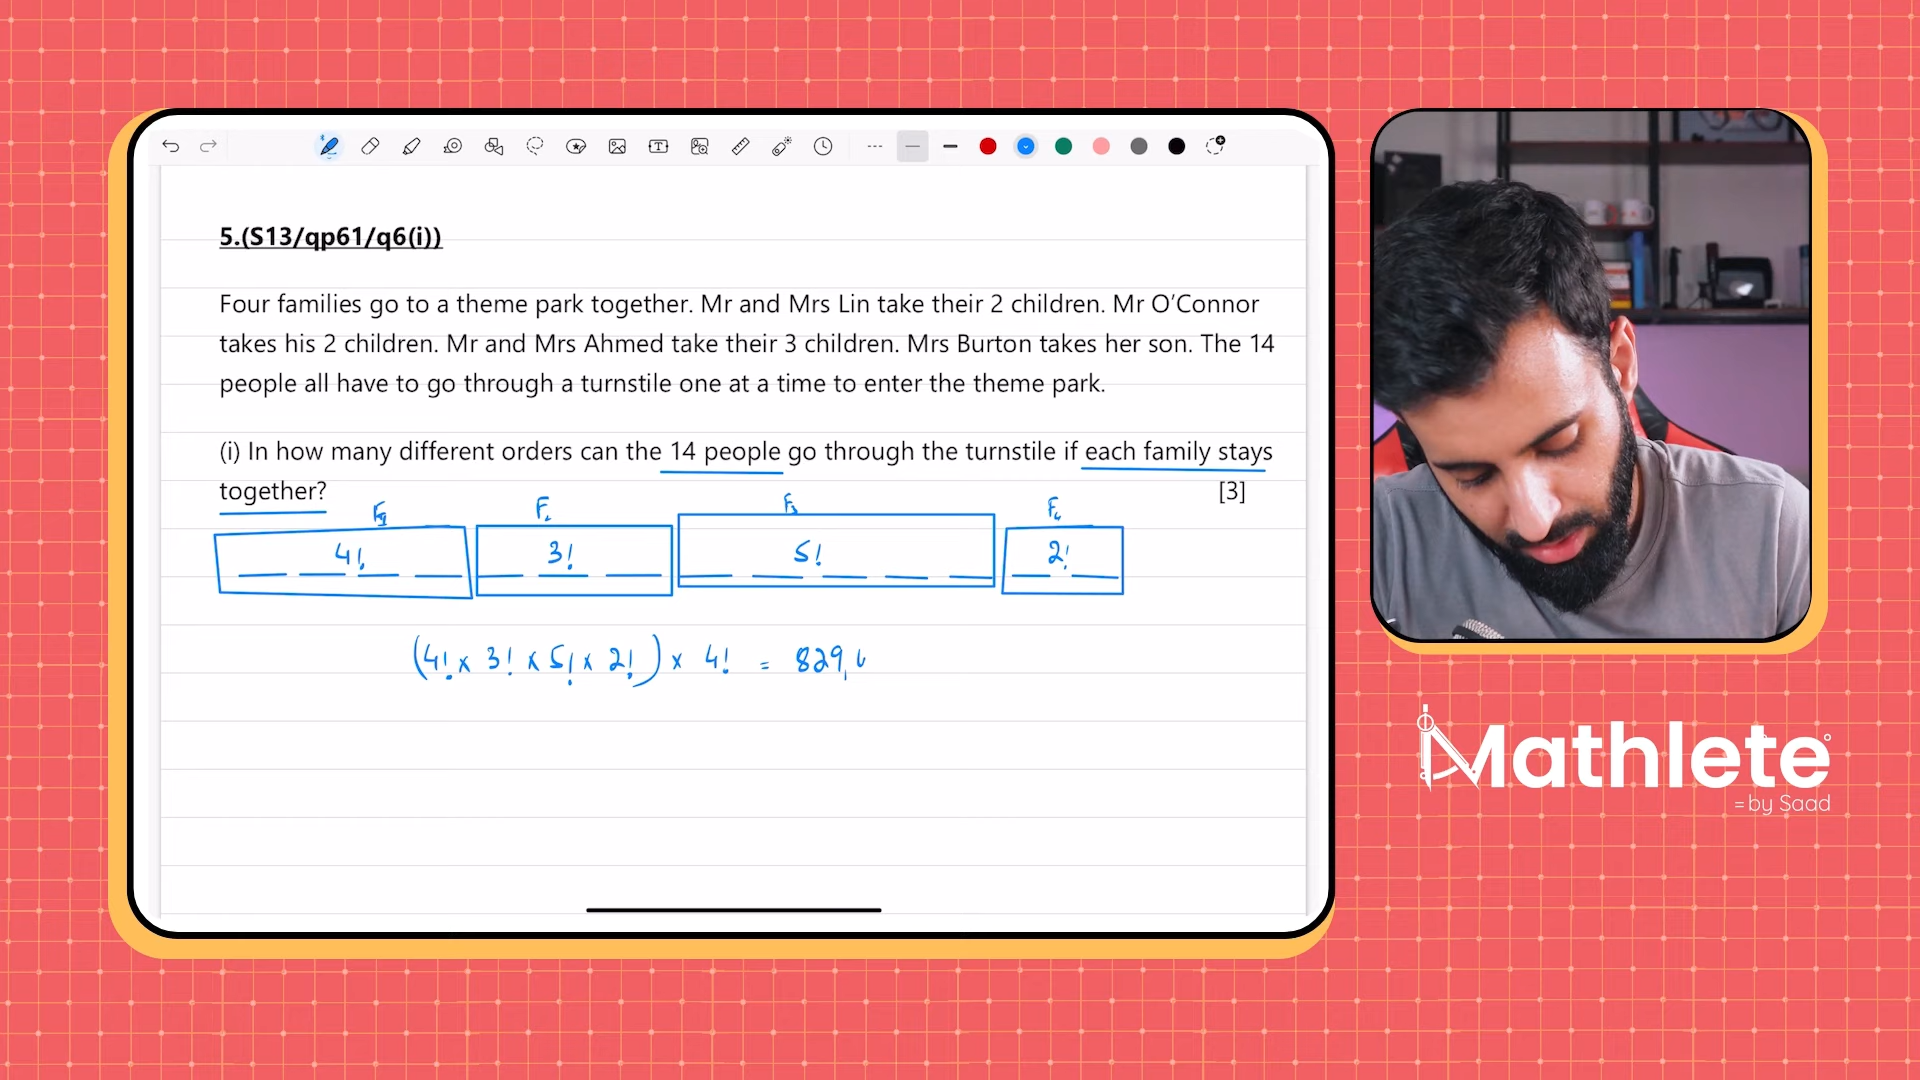 5.(S13/qp61/q6(i))
Four families go to a theme park together. Mr and Mrs Lin take their 2 children. Mr O’Connor
takes his 2 children. Mr and Mrs Ahmed take their 3 children. Mrs Burton takes her son. The 14
people all have to go through a turnstile one at a time to enter the theme park.
(i) In how many different orders can the 14 people go through the turnstile if each family stays
together? [3]
F₁ F₂ F₃ F₄
4! 3! 5! 2!
(4! × 3! × 5! × 2!) × 4! = 829,
Mathlete
=by Saad